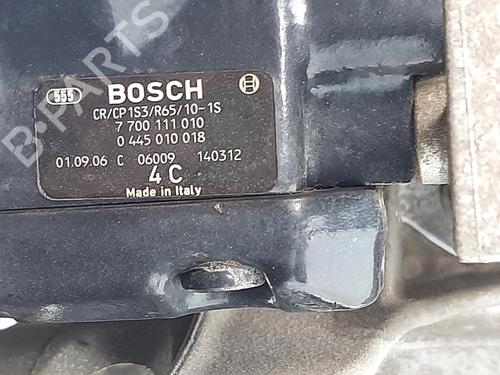 555 BOSCH
CR/CP1S3/R65/10-1S
7 700 111 010
0 445 010 018
01.09.06 C 06009 140312
4 C
Made in Italy
B-PARTS